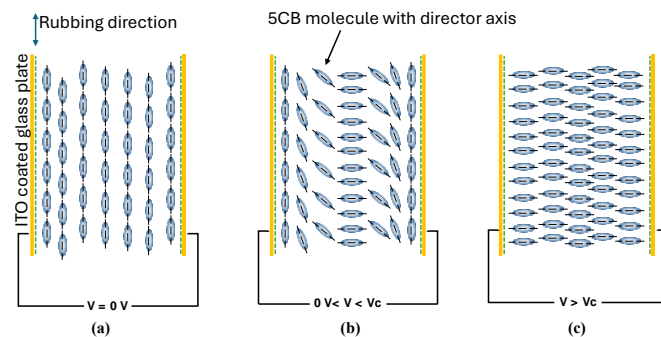 Rubbing direction
5CB molecule with director axis
ITO coated glass plate
V = 0 V
0 V< V < Vc
V > Vc
(a)
(b)
(c)